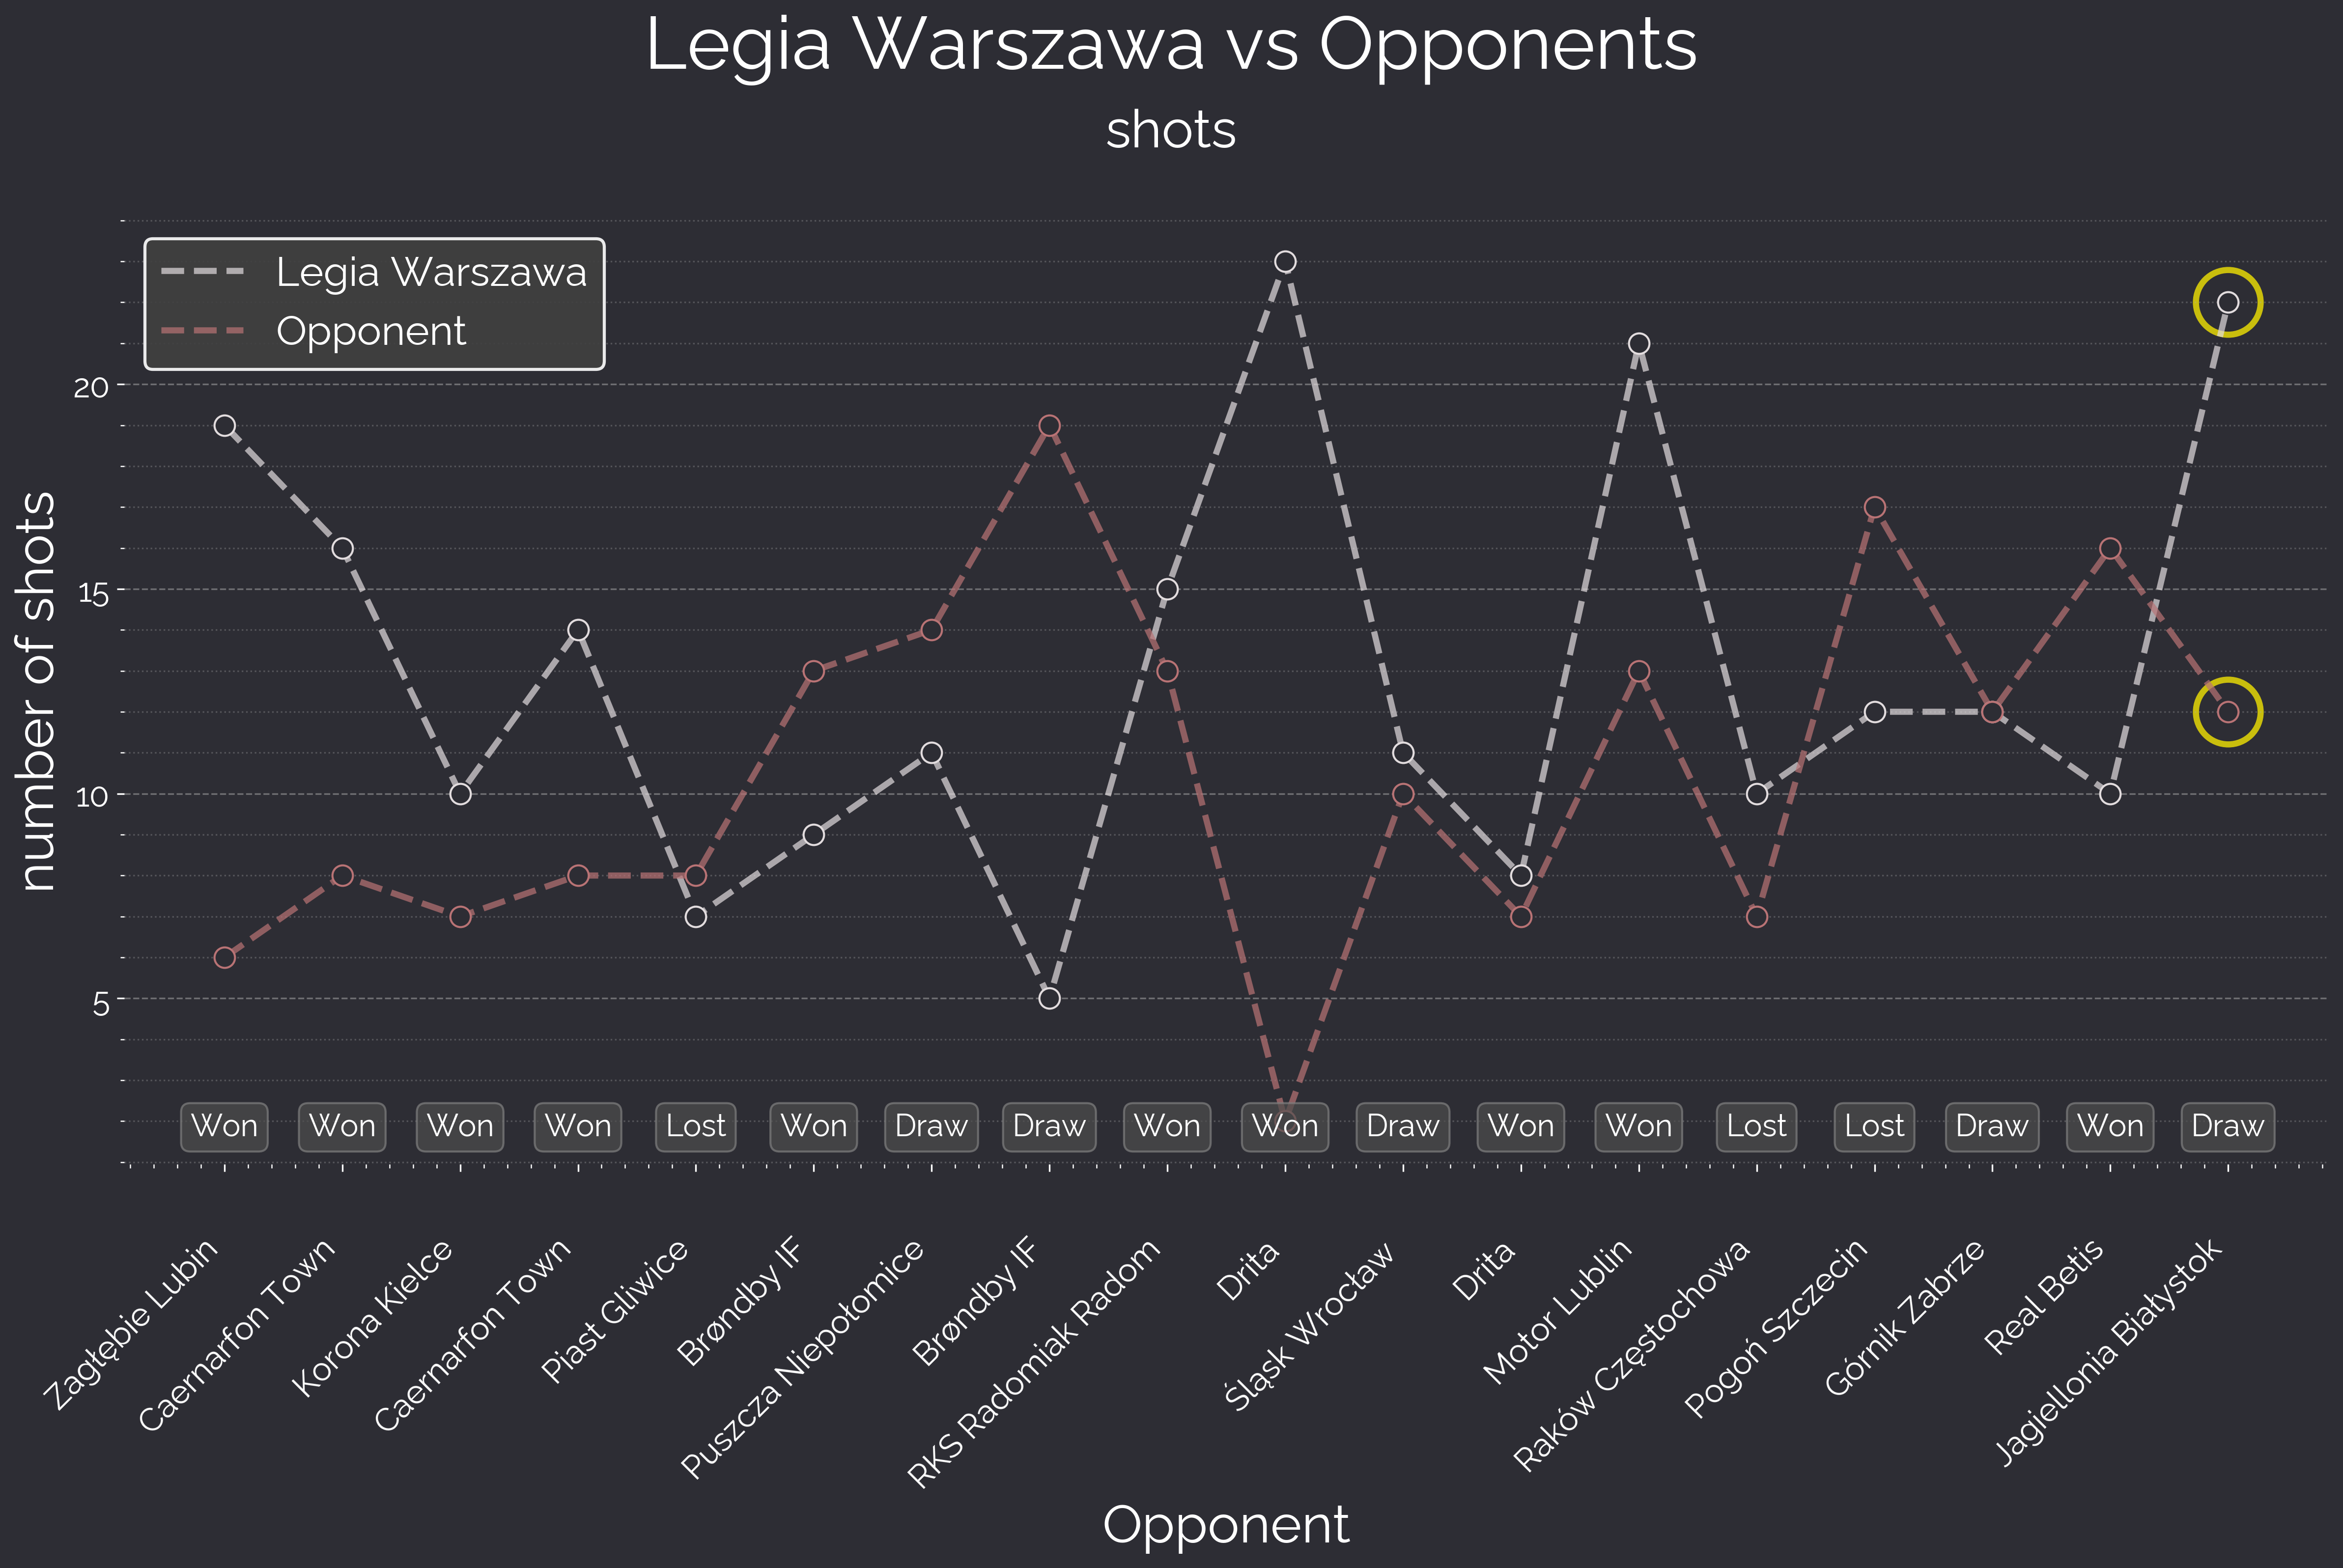 Legia Warszawa vs Opponents
shots
Legia Warszawa
Opponent
number of shots
20
15
10
5
Won Won Won Won Lost Won Draw Draw Won Won Draw Won Won Lost Lost Draw Won Draw
Zagłębie Lubin
Caernarfon Town
Korona Kielce
Caernarfon Town
Piast Gliwice
Brøndby IF
Puszcza Niepołomice
Brøndby IF
RKS Radomiak Radom
Drita
Śląsk Wrocław
Drita
Motor Lublin
Raków Częstochowa
Pogoń Szczecin
Górnik Zabrze
Real Betis
Jagiellonia Białystok
Opponent